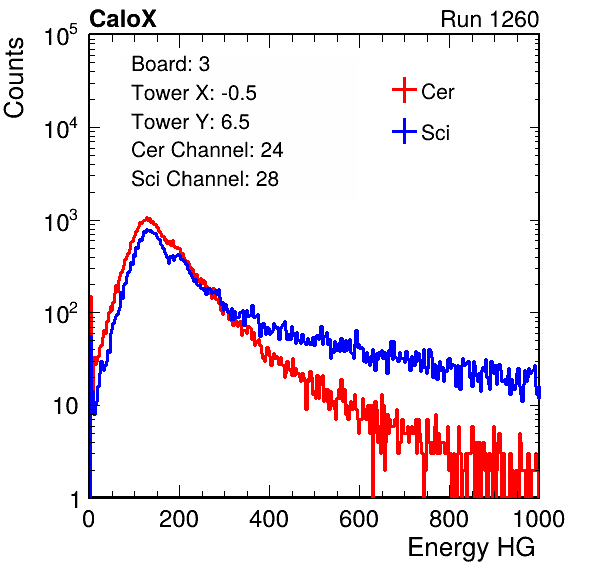 CaloX Run 1260
Counts
10^5
10^4
10^3
10^2
10
1
Board: 3
Tower X: -0.5
Tower Y: 6.5
Cer Channel: 24
Sci Channel: 28
Cer
Sci
0 200 400 600 800 1000
Energy HG